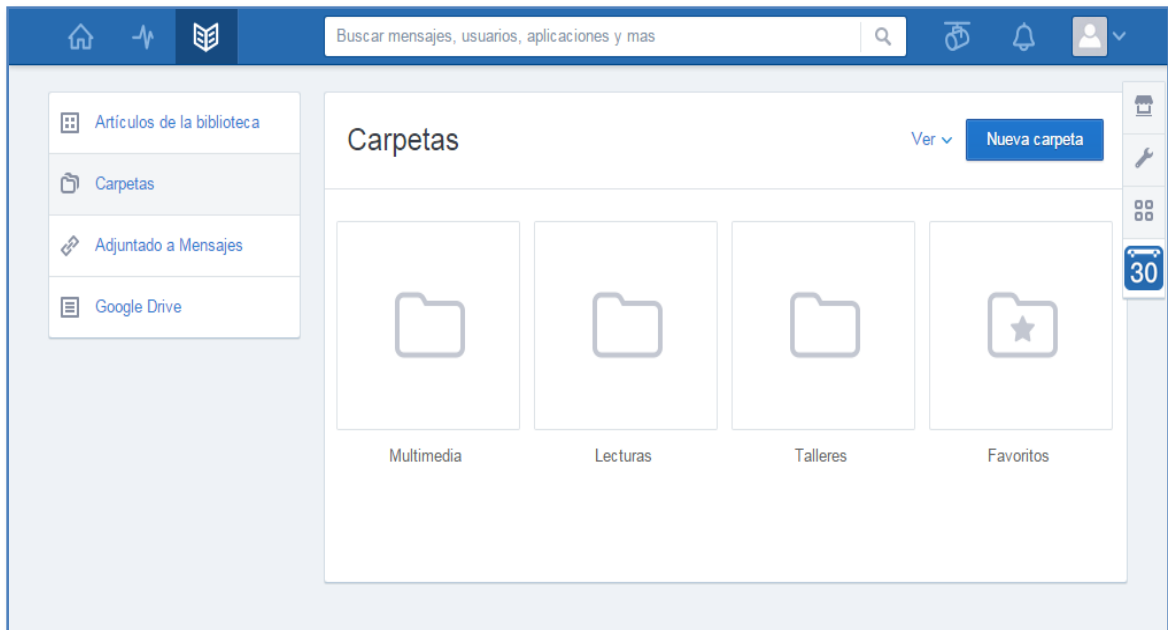 Buscar mensajes, usuarios, aplicaciones y mas
Artículos de la biblioteca
Carpetas
Adjuntado a Mensajes
Google Drive
Carpetas
Ver
Nueva carpeta
30
Multimedia
Lecturas
Talleres
Favoritos